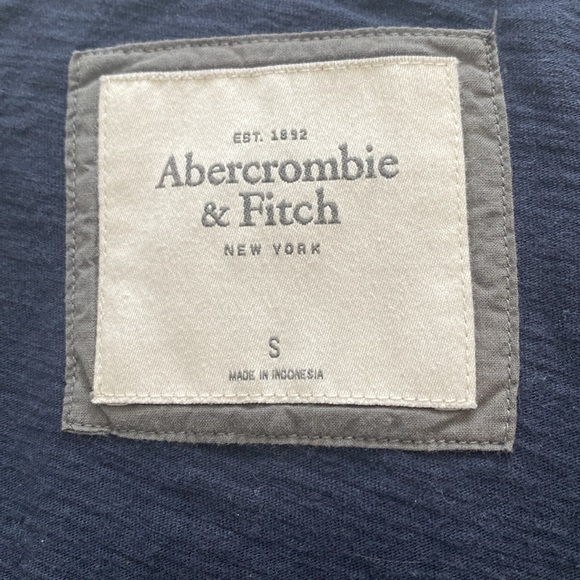 EST. 1892
Abercrombie
& Fitch
NEW YORK
S
MADE IN INDONESIA